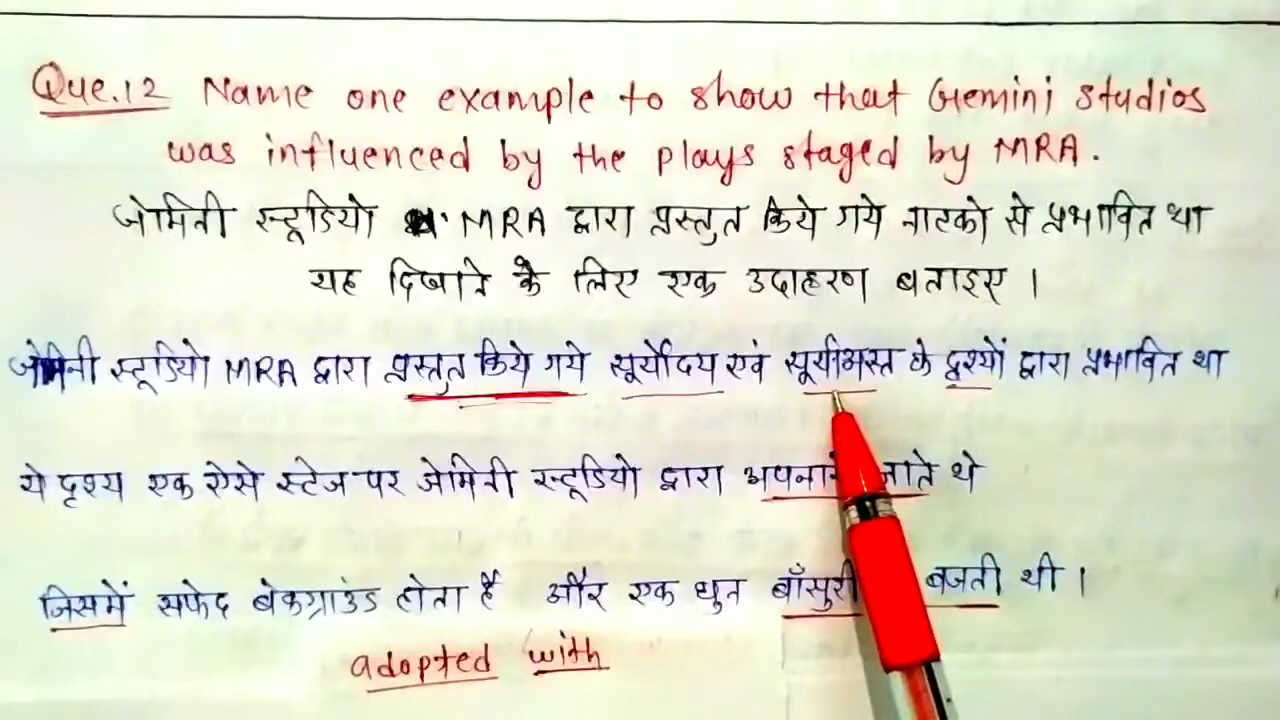 Que.12 Name one example to show that Gemini studios
was influenced by the plays staged by MRA.
जेमिनी स्टूडियो MRA द्वारा प्रस्तुत किये गये नाटको से प्रभावित था
यह दिखाने के लिए एक उदाहरण बताइए ।
जेमिनी स्टूडियो MRA द्वारा प्रस्तुत किये गये सूर्योदय एवं सूर्यअस्त के दृश्यों द्वारा प्रभावित था
ये दृश्य एक ऐसे स्टेज पर जेमिनी स्टूडियो द्वारा अपनाये जाते थे
जिसमें सफेद बेकग्राउंड होता है और एक धुन बाँसुरी बजती थी ।
adopted with